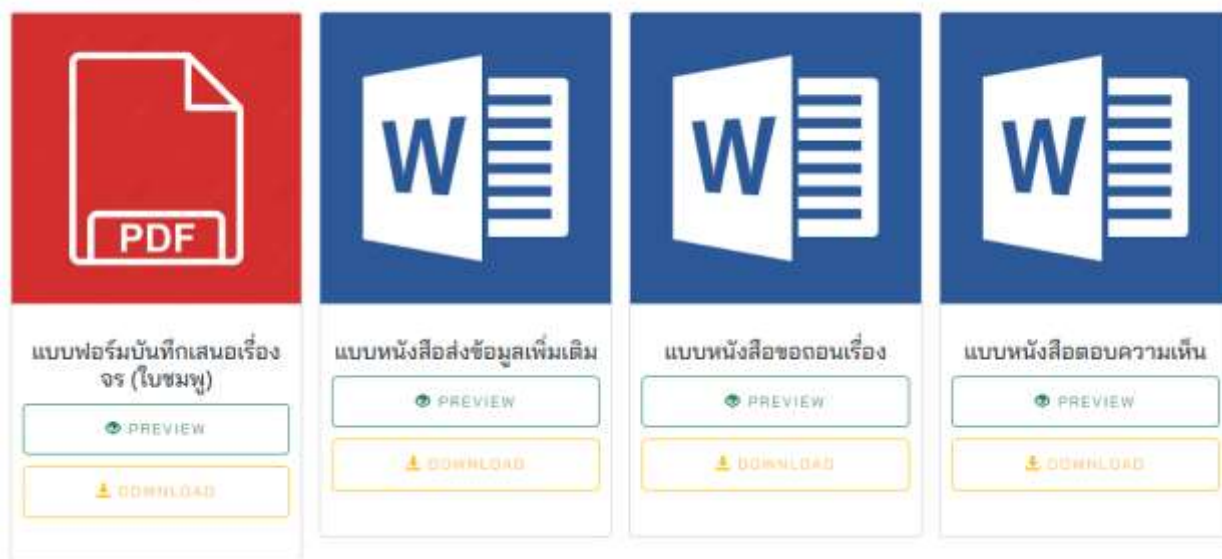 PDF
W
W
W
แบบฟอร์มบันทึกเสนอเรื่อง
จร (ใบชมพู)
PREVIEW
DOWNLOAD
แบบหนังสือส่งข้อมูลเพิ่มเติม
PREVIEW
DOWNLOAD
แบบหนังสือขอถอนเรื่อง
PREVIEW
DOWNLOAD
แบบหนังสือตอบความเห็น
PREVIEW
DOWNLOAD